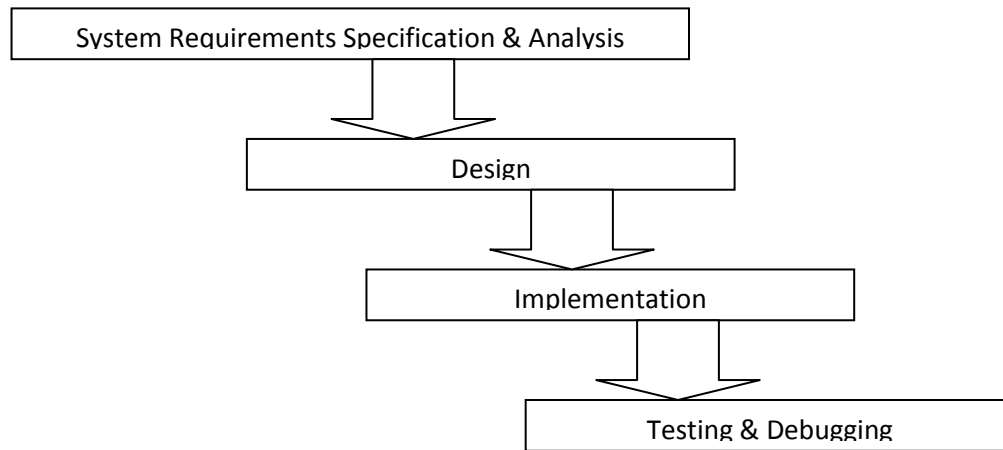 System Requirements Specification & Analysis
Design
Implementation
Testing & Debugging